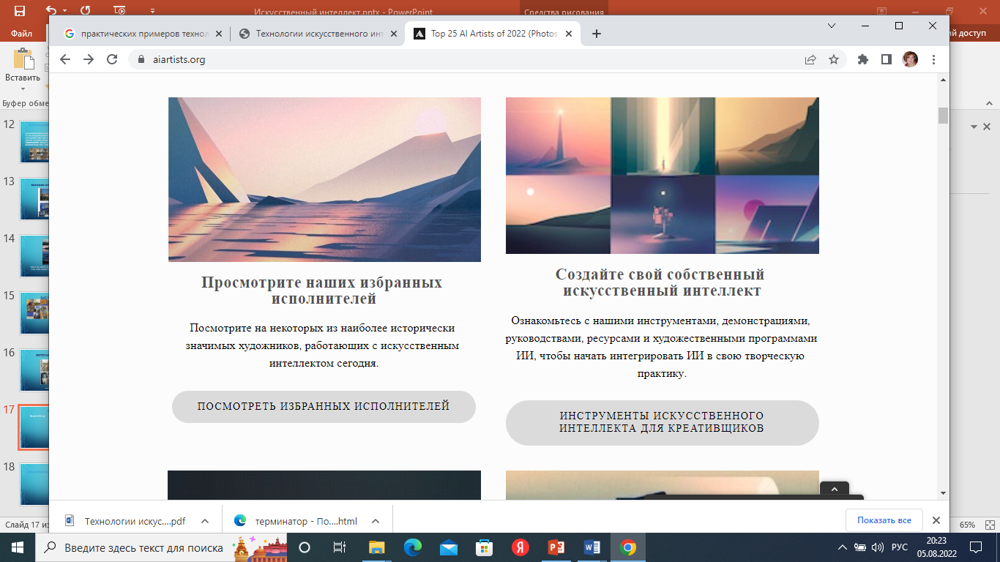 Искусственный интеллект.pptx - PowerPoint
Средства рисования
Файл
й доступ
Вставить
Буфер обме
практических примеров технол
Технологии искусственного инт
Top 25 AI Artists of 2022 (Photos,
aiartists.org
12
13
14
15
16
17
18
Просмотрите наших избранных
исполнителей
Посмотрите на некоторых из наиболее исторически
значимых художников, работающих с искусственным
интеллектом сегодня.
ПОСМОТРЕТЬ ИЗБРАННЫХ ИСПОЛНИТЕЛЕЙ
Создайте свой собственный
искусственный интеллект
Ознакомьтесь с нашими инструментами, демонстрациями,
руководствами, ресурсами и художественными программами
ИИ, чтобы начать интегрировать ИИ в свою творческую
практику.
ИНСТРУМЕНТЫ ИСКУССТВЕННОГО
ИНТЕЛЛЕКТА ДЛЯ КРЕАТИВЩИКОВ
Технологии искус....pdf
терминатор - По....html
Показать все
Слайд 17 из
65%
Введите здесь текст для поиска
РУС
20:23
05.08.2022